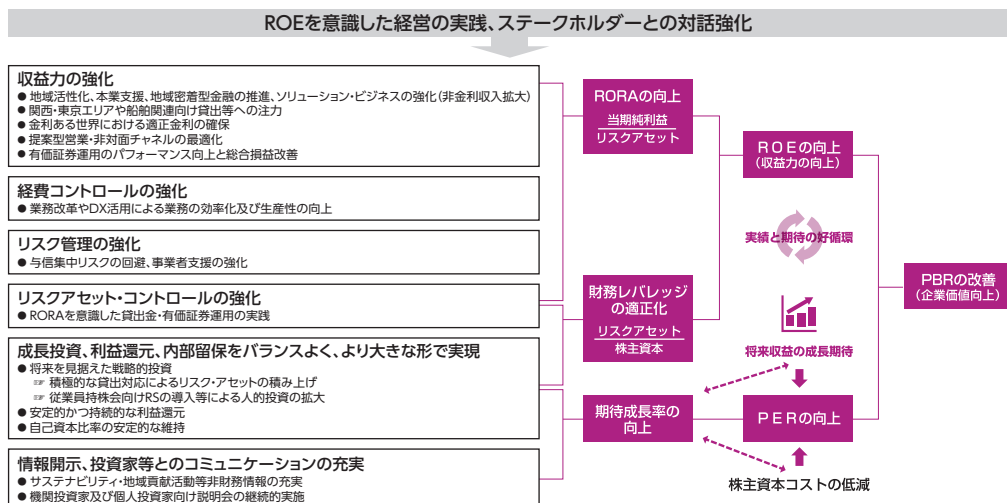 ROEを意識した経営の実践、ステークホルダーとの対話強化
収益力の強化
● 地域活性化、本業支援、地域密着型金融の推進、ソリューション・ビジネスの強化(非金利収入拡大)
● 関西・東京エリアや船舶関連向け貸出等への注力
● 金利ある世界における適正金利の確保
● 提案型営業・非対面チャネルの最適化
● 有価証券運用のパフォーマンス向上と総合損益改善
経費コントロールの強化
● 業務改革やDX活用による業務の効率化及び生産性の向上
リスク管理の強化
● 与信集中リスクの回避、事業者支援の強化
リスクアセット・コントロールの強化
● RORAを意識した貸出金・有価証券運用の実践
成長投資、利益還元、内部留保をバランスよく、より大きな形で実現
● 将来を見据えた戦略的投資
☞ 積極的な貸出対応によるリスク・アセットの積み上げ
☞ 従業員持株会向けRSの導入等による人的投資の拡大
● 安定的かつ持続的な利益還元
● 自己資本比率の安定的な維持
情報開示、投資家等とのコミュニケーションの充実
● サステナビリティ・地域貢献活動等非財務情報の充実
● 機関投資家及び個人投資家向け説明会の継続的実施
RORAの向上
当期純利益
リスクアセット
財務レバレッジ
の適正化
リスクアセット
株主資本
期待成長率の
向上
ROEの向上
(収益力の向上)
実績と期待の好循環
将来収益の成長期待
PERの向上
株主資本コストの低減
PBRの改善
(企業価値向上)